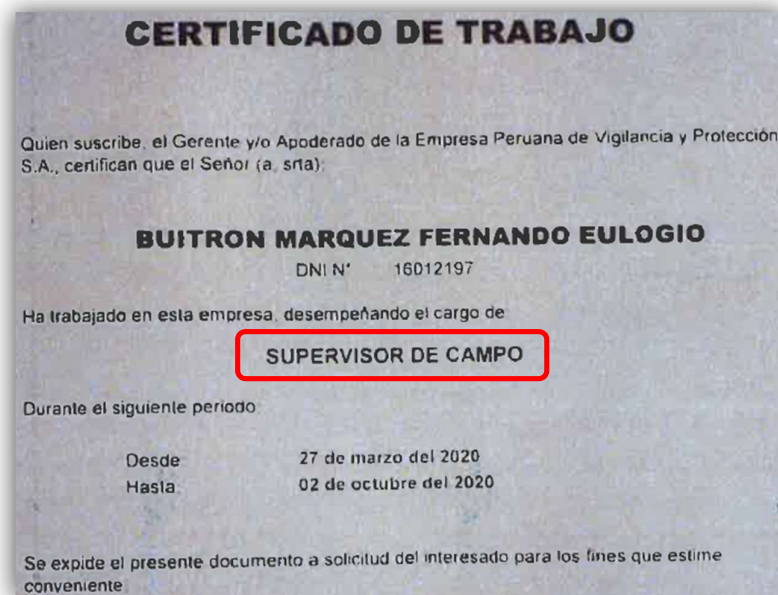 CERTIFICADO DE TRABAJO
Quien suscribe, el Gerente y/o Apoderado de la Empresa Peruana de Vigilancia y Protección
S.A., certifican que el Señor (a, srta);
BUITRON MARQUEZ FERNANDO EULOGIO
DNI N° 16012197
Ha trabajado en esta empresa, desempeñando el cargo de
SUPERVISOR DE CAMPO
Durante el siguiente periodo
Desde 27 de marzo del 2020
Hasta 02 de octubre del 2020
Se expide el presente documento a solicitud del interesado para los fines que estime
conveniente